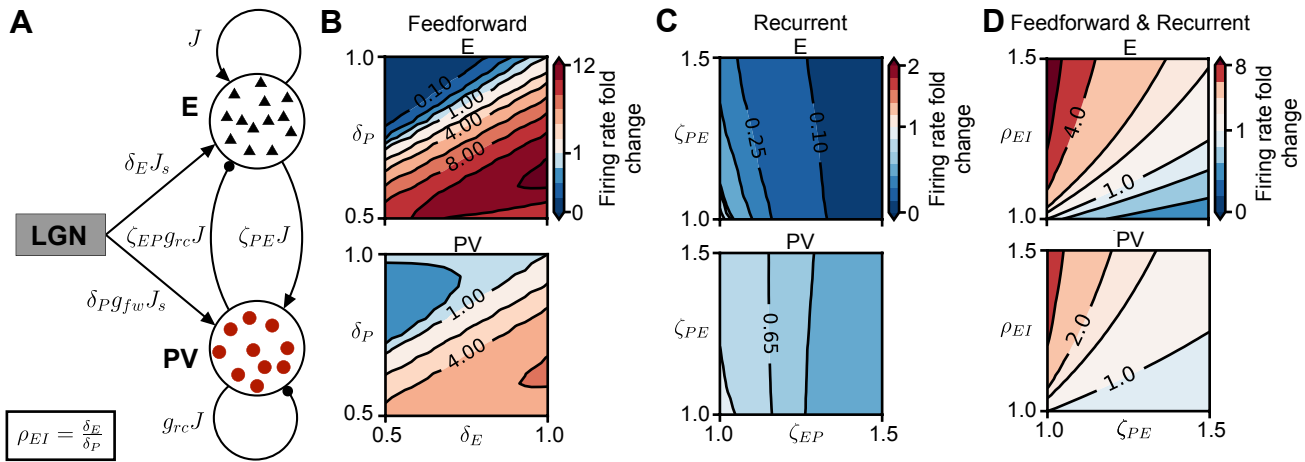 A
J
E
δ_E J_s
LGN
ζ_EP g_rc J
ζ_PE J
δ_P g_fw J_s
PV
g_rc J
ρ_EI = δ_E/δ_P
B
Feedforward
E
1.0
δ_P
0.5
0.10
1.00
4.00
8.00
12
1
0
Firing rate fold change
PV
1.0
δ_P
0.5
1.00
4.00
0.5
δ_E
1.0
C
Recurrent
E
1.5
ζ_PE
1.0
0.25
0.10
2
1
0
Firing rate fold change
PV
1.5
ζ_PE
1.0
0.65
1.0
ζ_EP
1.5
D
Feedforward & Recurrent
E
1.5
ρ_EI
1.0
4.0
1.0
8
1
0
Firing rate fold change
PV
1.5
ρ_EI
1.0
2.0
1.0
1.0
ζ_PE
1.5